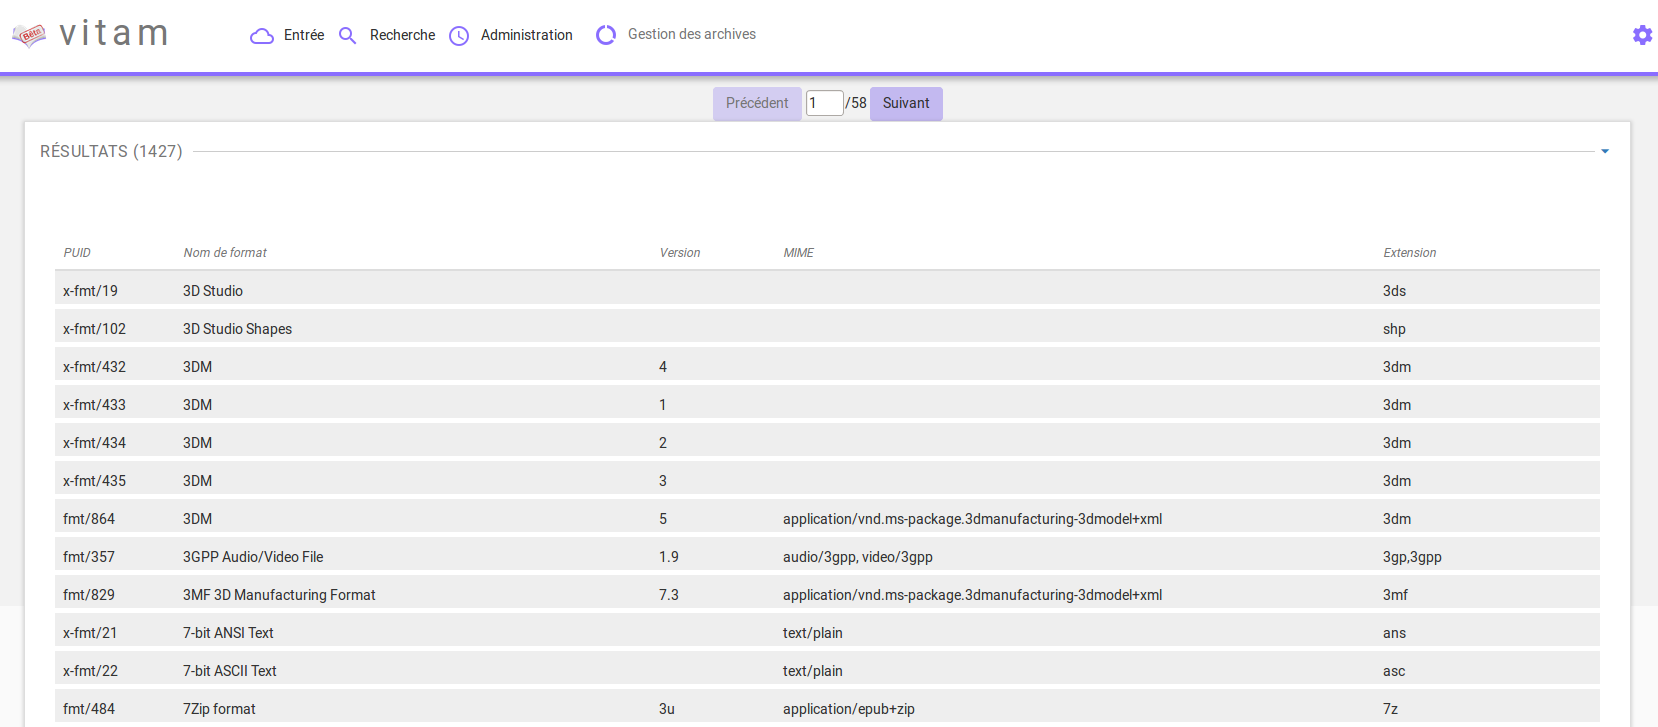 Bêta vitam Entrée Recherche Administration Gestion des archives
Précédent 1 /58 Suivant
RÉSULTATS (1427)
PUID Nom de format Version MIME Extension
x-fmt/19 3D Studio 3ds
x-fmt/102 3D Studio Shapes shp
x-fmt/432 3DM 4 3dm
x-fmt/433 3DM 1 3dm
x-fmt/434 3DM 2 3dm
x-fmt/435 3DM 3 3dm
fmt/864 3DM 5 application/vnd.ms-package.3dmanufacturing-3dmodel+xml 3dm
fmt/357 3GPP Audio/Video File 1.9 audio/3gpp, video/3gpp 3gp,3gpp
fmt/829 3MF 3D Manufacturing Format 7.3 application/vnd.ms-package.3dmanufacturing-3dmodel+xml 3mf
x-fmt/21 7-bit ANSI Text text/plain ans
x-fmt/22 7-bit ASCII Text text/plain asc
fmt/484 7Zip format 3u application/epub+zip 7z